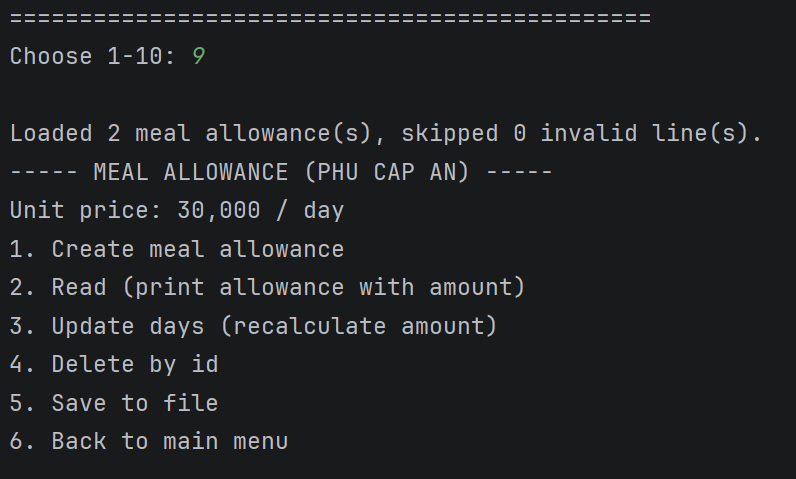 ==============================================
Choose 1-10: 9
Loaded 2 meal allowance(s), skipped 0 invalid line(s).
----- MEAL ALLOWANCE (PHU CAP AN) -----
Unit price: 30,000 / day
1. Create meal allowance
2. Read (print allowance with amount)
3. Update days (recalculate amount)
4. Delete by id
5. Save to file
6. Back to main menu